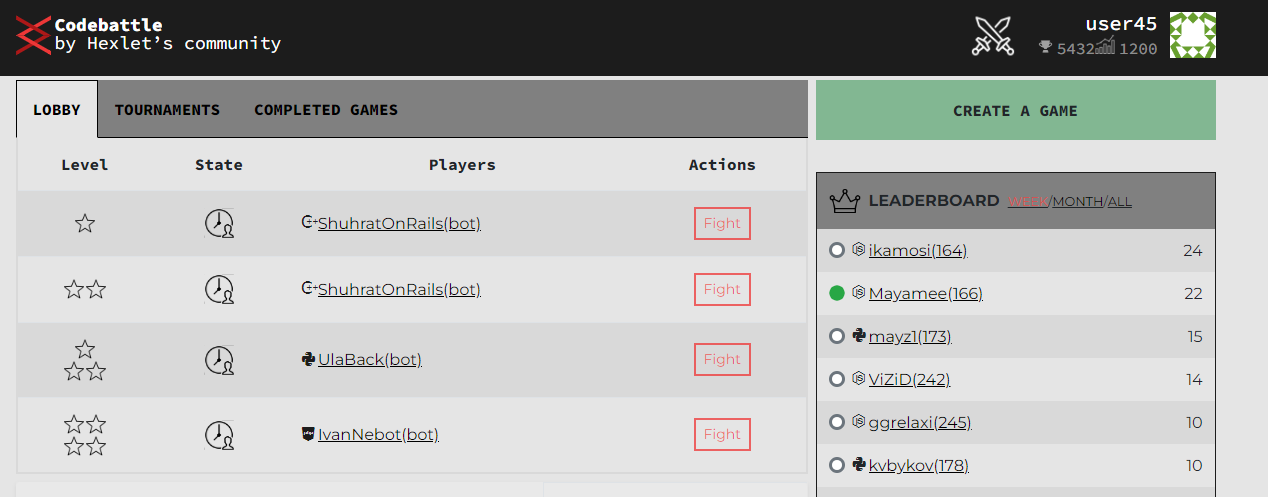 Codebattle
by Hexlet's community
user45
5432 1200
LOBBY TOURNAMENTS COMPLETED GAMES
Level State Players Actions
ShuhratOnRails(bot) Fight
ShuhratOnRails(bot) Fight
UlaBack(bot) Fight
IvanNebot(bot) Fight
CREATE A GAME
LEADERBOARD WEEK/MONTH/ALL
ikamosi(164) 24
Mayamee(166) 22
mayz1(173) 15
ViZiD(242) 14
ggrelaxi(245) 10
kvbykov(178) 10